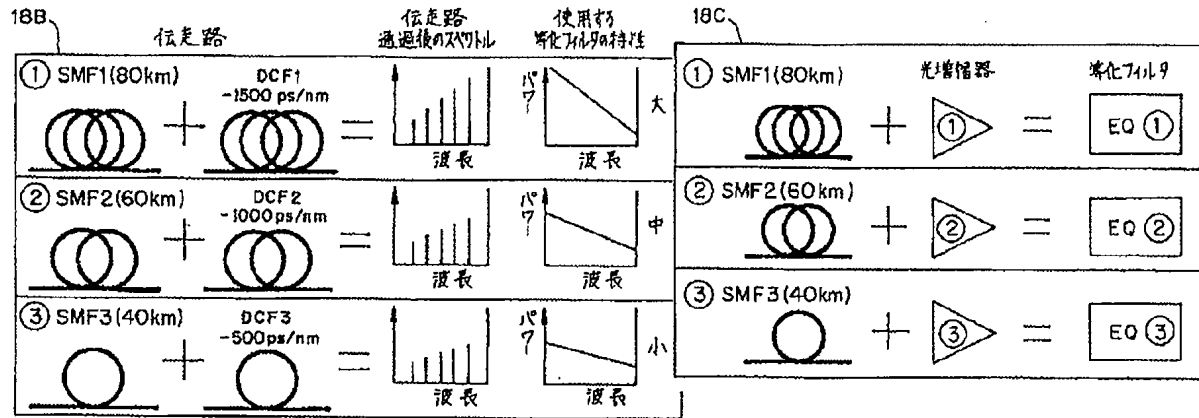 18B
伝走路
伝走路
通過後のスペクトル
使用する
等化フィルタの特性
① SMF1(80km)
DCF1
-1500 ps/nm
波長
パワー
波長
大
② SMF2(60km)
DCF2
-1000 ps/nm
波長
パワー
波長
中
③ SMF3(40km)
DCF3
-500ps/nm
波長
パワー
波長
小
18C
① SMF1(80km)
光増幅器
等化フィルタ
①
EQ ①
② SMF2(60km)
②
EQ ②
③ SMF3(40km)
③
EQ ③